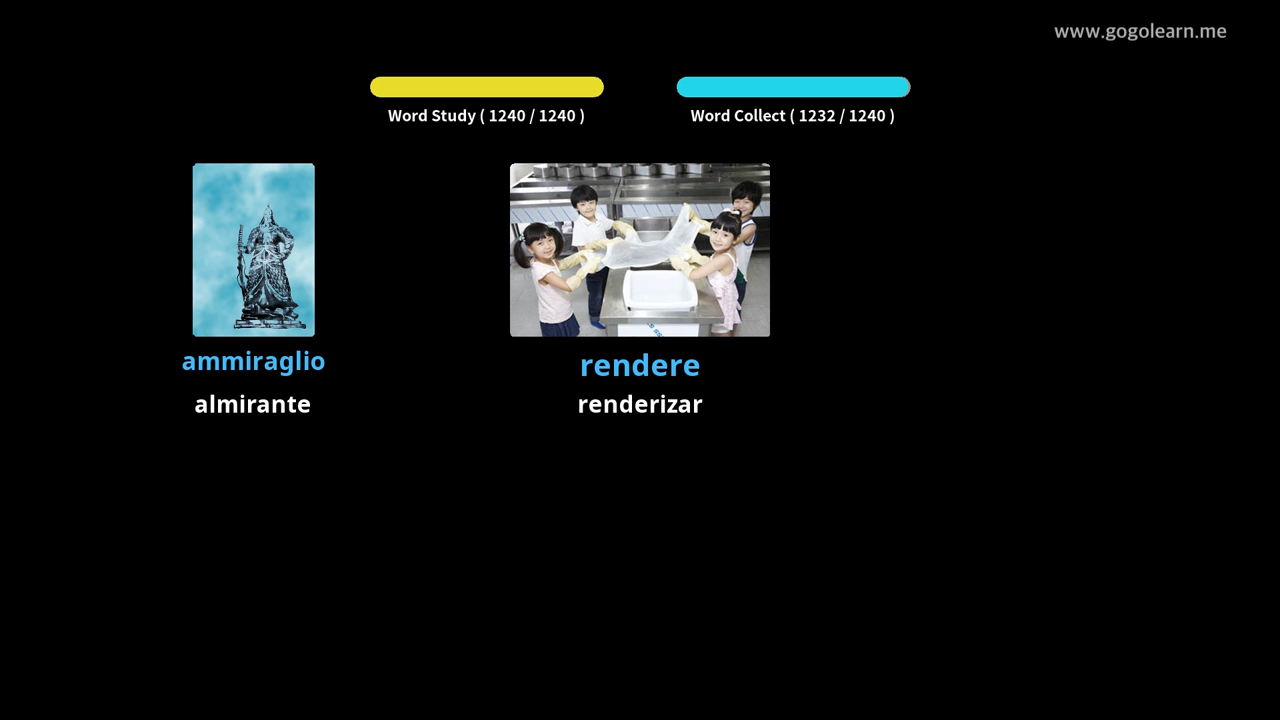 www.gogolearn.me
Word Study ( 1240 / 1240 )
Word Collect ( 1232 / 1240 )
ammiraglio
almirante
rendere
renderizar